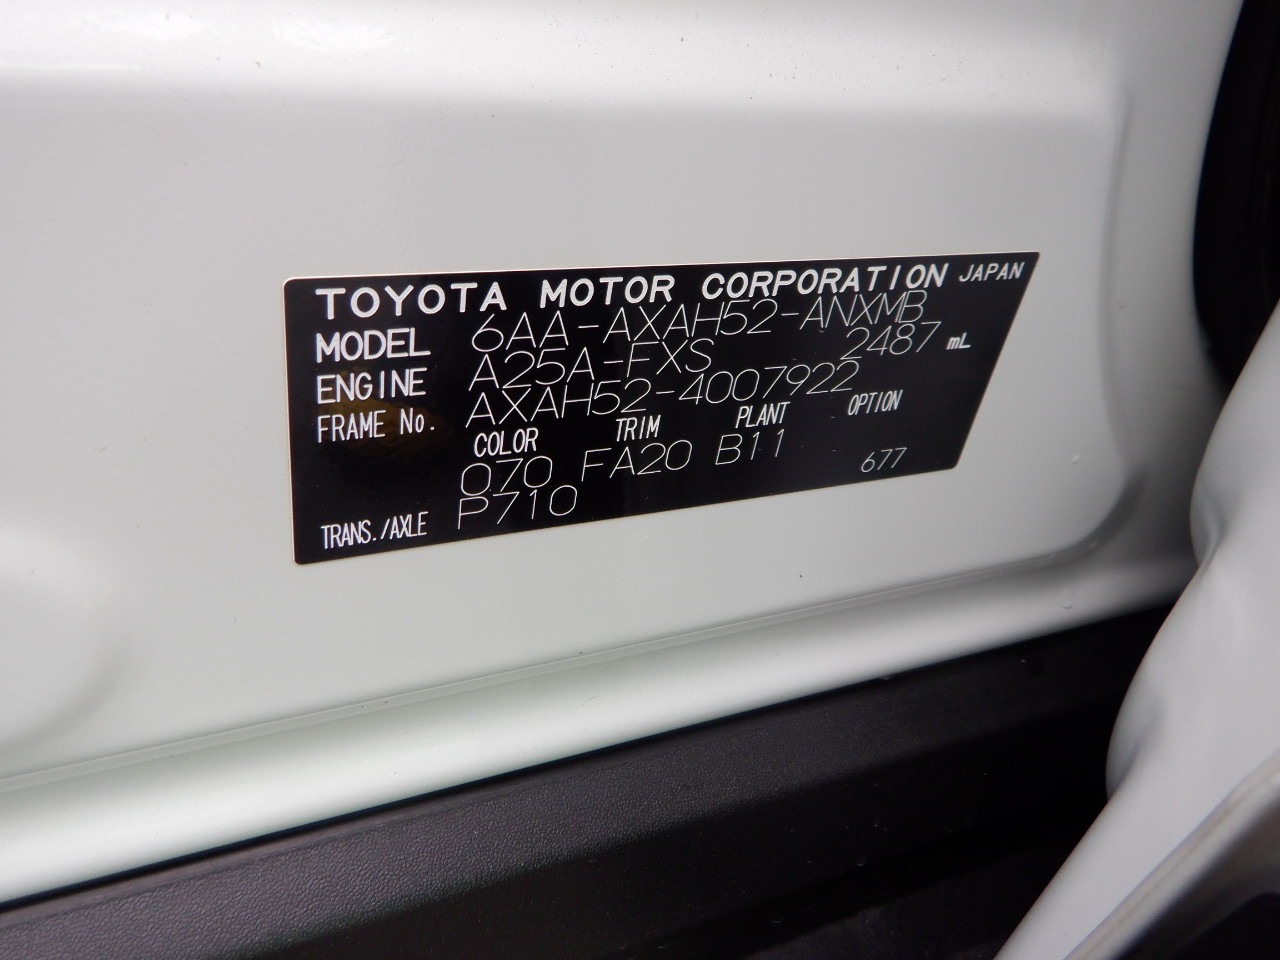 TOYOTA MOTOR CORPORATION JAPAN
MODEL 6AA-AXAH52-ANXMB
ENGINE A25A-FXS 2487 mL
FRAME No. AXAH52-4007922
COLOR TRIM PLANT OPTION
070 FA20 B11 677
TRANS./AXLE P710